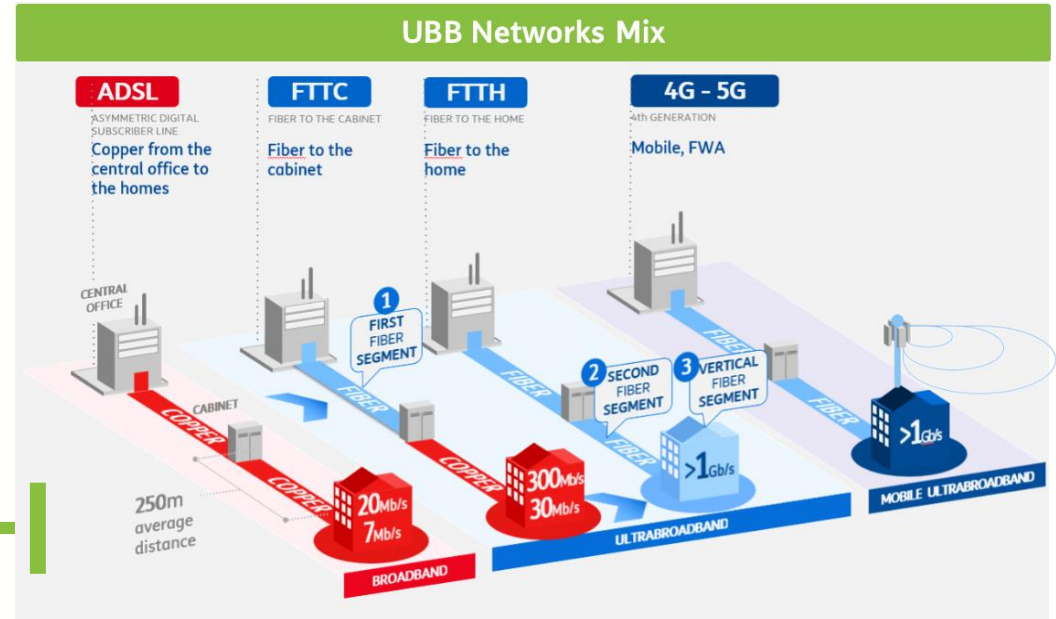 UBB Networks Mix
ADSL
ASYMMETRIC DIGITAL
SUBSCRIBER LINE
Copper from the
central office to
the homes
FTTC
FIBER TO THE CABINET
Fiber to the
cabinet
FTTH
FIBER TO THE HOME
Fiber to the
home
4G - 5G
4th GENERATION
Mobile, FWA
CENTRAL
OFFICE
COPPER
CABINET
COPPER
250m
average
distance
20Mb/s
7Mb/s
BROADBAND
1
FIRST
FIBER
SEGMENT
FIBER
COPPER
300Mb/s
30Mb/s
FIBER
2
SECOND
FIBER
SEGMENT
FIBER
3
VERTICAL
FIBER
SEGMENT
>1Gb/s
ULTRABROADBAND
FIBER
FIBER
>1Gb/s
MOBILE ULTRABROADBAND